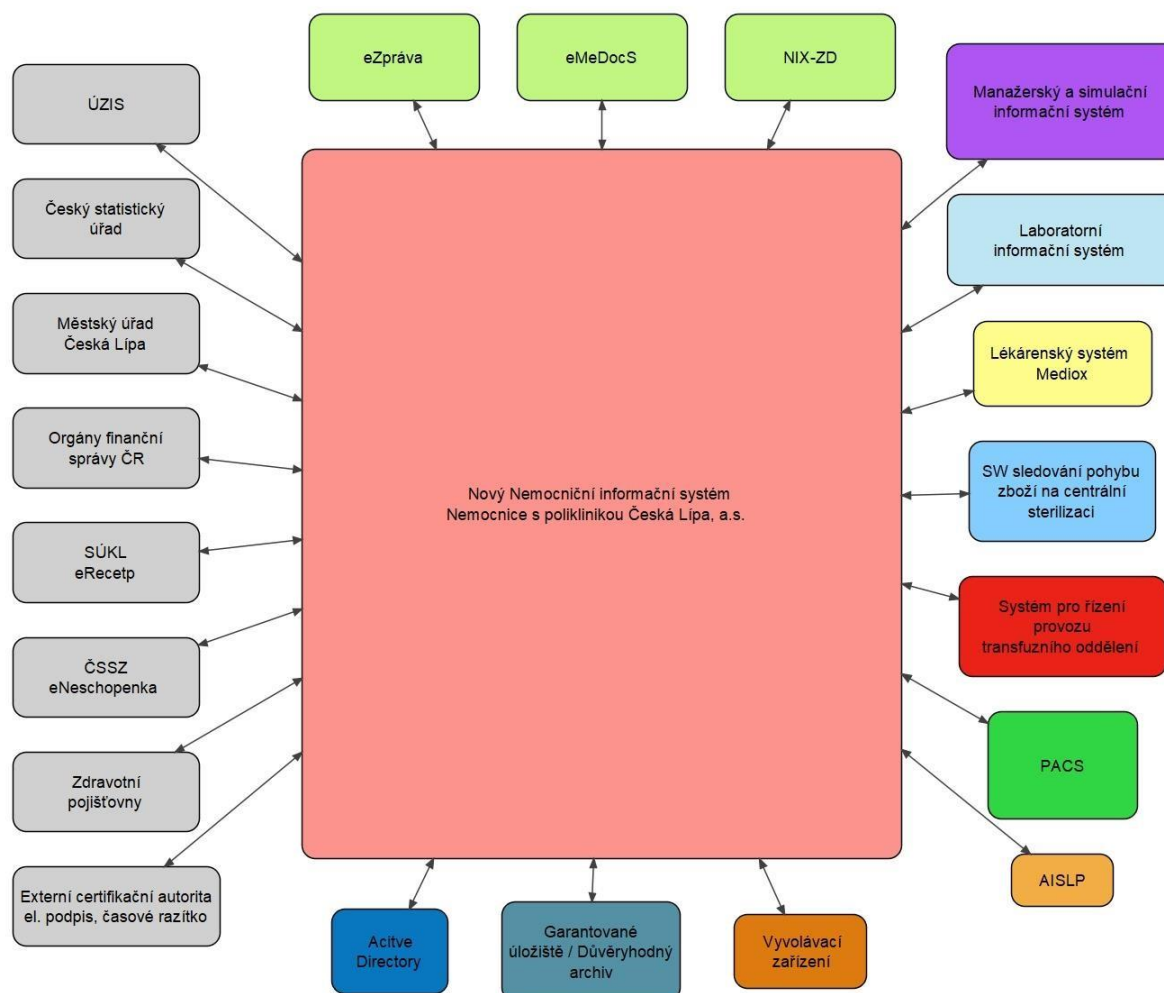 eZpráva
eMeDocS
NIX-ZD
ÚZIS
Český statistický
úřad
Městský úřad
Česká Lípa
Orgány finanční
správy ČR
SÚKL
eRecetp
ČSSZ
eNeschopenka
Zdravotní
pojišťovny
Externí certifikační autorita
el. podpis, časové razítko
Nový Nemocniční informační systém
Nemocnice s poliklinikou Česká Lípa, a.s.
Manažerský a simulační
informační systém
Laboratorní
informační systém
Lékárenský systém
Mediox
SW sledování pohybu
zboží na centrální
sterilizaci
Systém pro řízení
provozu
transfuzního oddělení
PACS
AISLP
Acitve
Directory
Garantované
úložiště / Důvěryhodný
archiv
Vyvolávací
zařízení